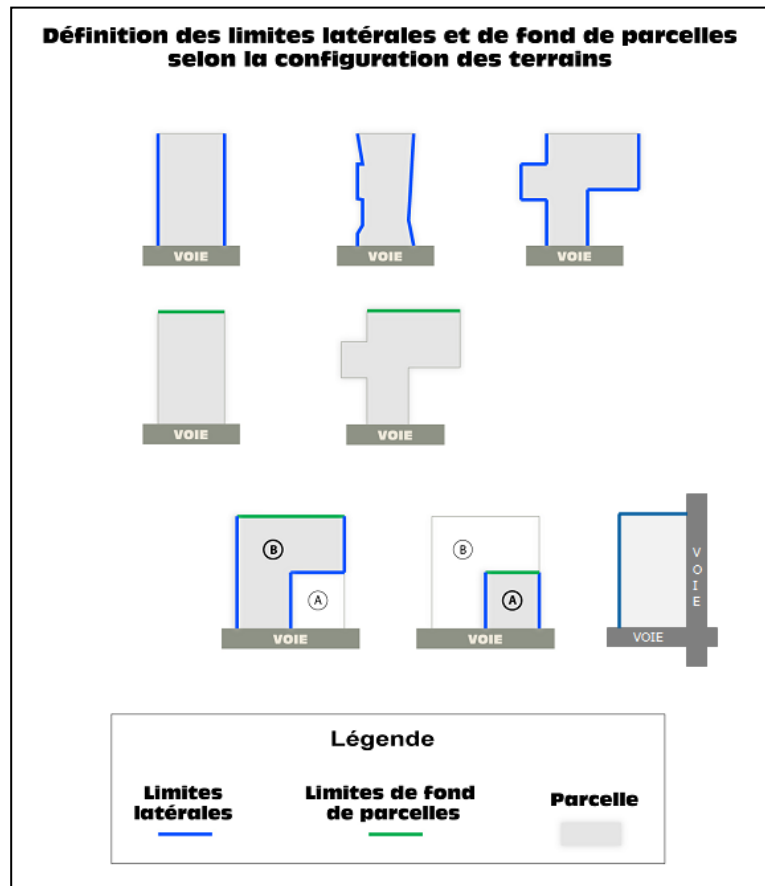 Définition des limites latérales et de fond de parcelles
selon la configuration des terrains
VOIE
VOIE
VOIE
VOIE
VOIE
B
A
VOIE
B
A
VOIE
VOIE
VOIE
Légende
Limites
latérales
Limites de fond
de parcelles
Parcelle